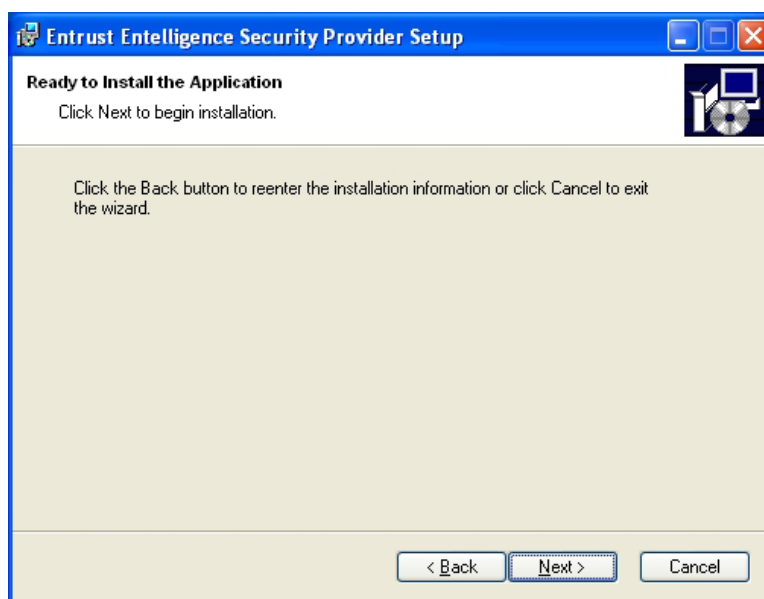 Entrust Entelligence Security Provider Setup
Ready to Install the Application
Click Next to begin installation.
Click the Back button to reenter the installation information or click Cancel to exit
the wizard.
< Back
Next >
Cancel